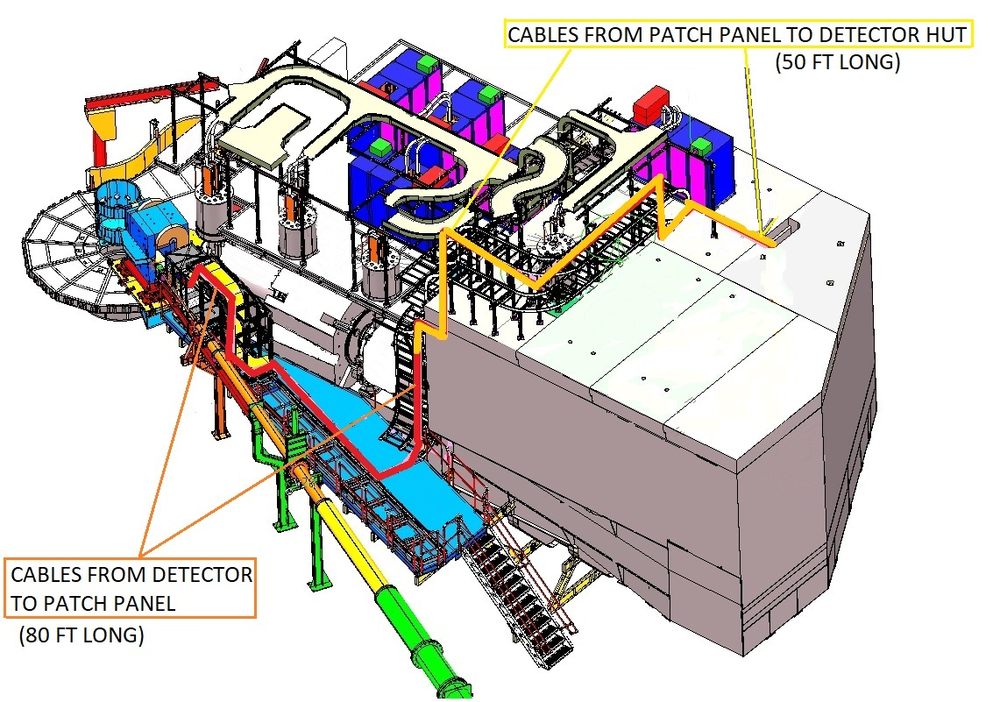 CABLES FROM PATCH PANEL TO DETECTOR HUT
(50 FT LONG)
CABLES FROM DETECTOR
TO PATCH PANEL
(80 FT LONG)